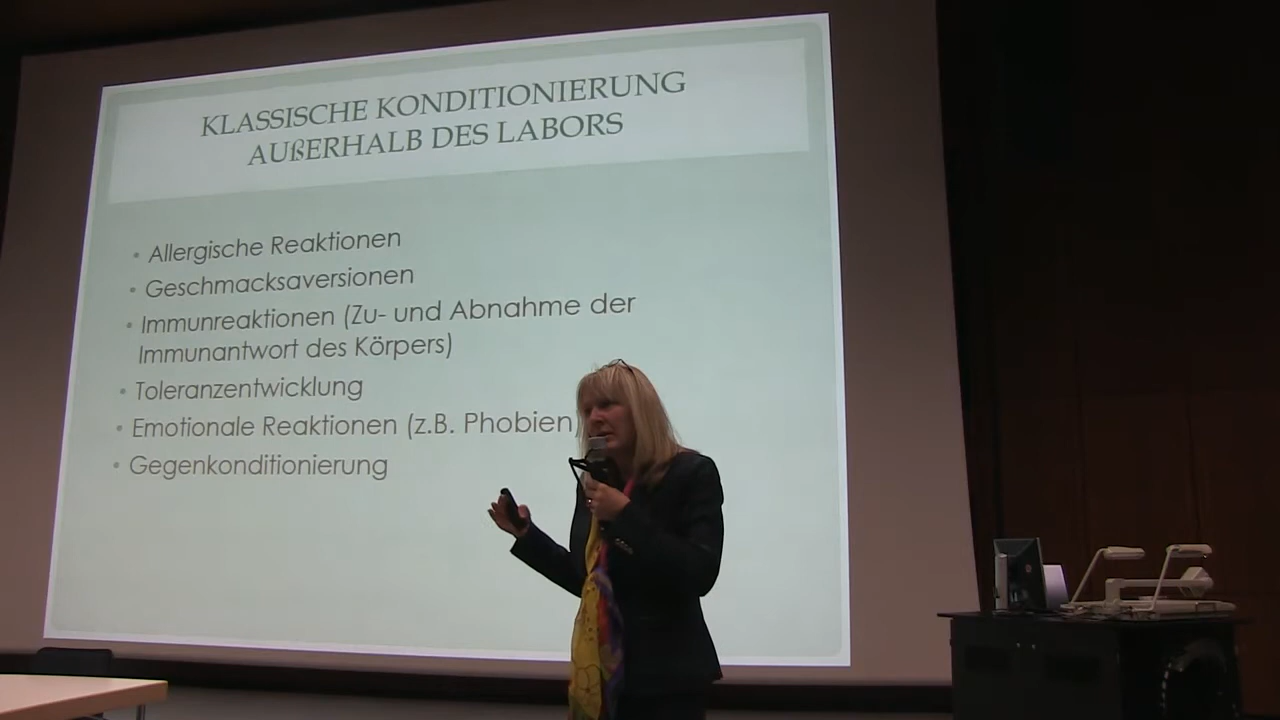 KLASSISCHE KONDITIONIERUNG
AUßERHALB DES LABORS
• Allergische Reaktionen
• Geschmacksaversionen
• Immunreaktionen (Zu- und Abnahme der
Immunantwort des Körpers)
• Toleranzentwicklung
• Emotionale Reaktionen (z.B. Phobien)
• Gegenkonditionierung